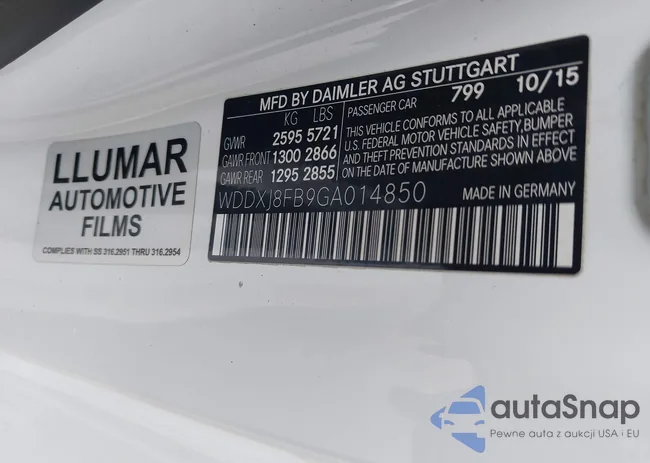 LLUMAR
AUTOMOTIVE
FILMS
COMPLIES WITH SS 316.2951 THRU 316.2954
MFD BY DAIMLER AG STUTTGART
KG LBS
GVWR 2595 5721
GAWR FRONT 1300 2866
GAWR REAR 1295 2855
PASSENGER CAR 799 10/15
THIS VEHICLE CONFORMS TO ALL APPLICABLE
U.S. FEDERAL MOTOR VEHICLE SAFETY,BUMPER
AND THEFT PREVENTION STANDARDS IN EFFECT
ON THE DATE OF MANUFACTURE SHOWN ABOVE.
WDDXJ8FB9GA014850
MADE IN GERMANY
autaSnap
Pewne auta z aukcji USA i EU